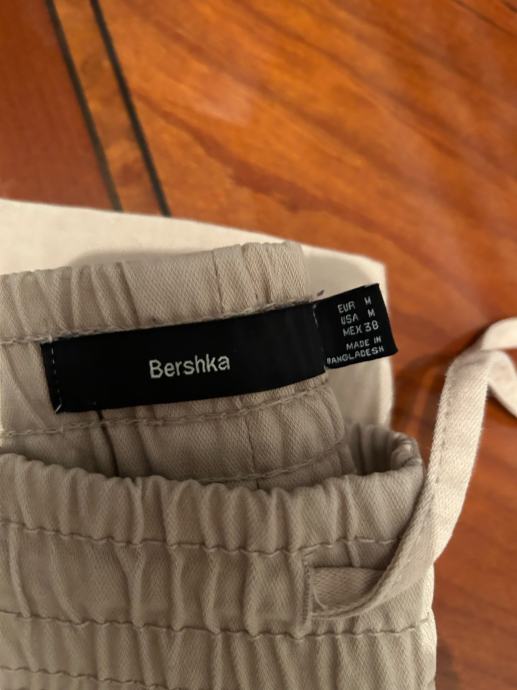 Bershka
EUR M
USA M
MEX 38
MADE IN
BANGLADESH